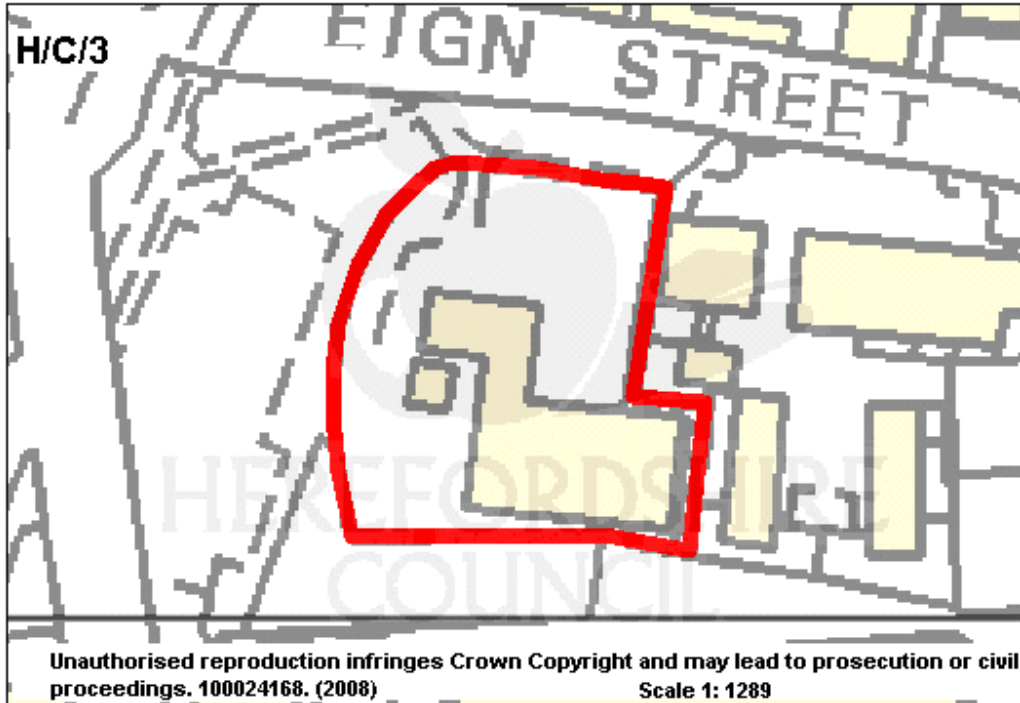 H/C/3
EIGN STREET
HEREFORDSHIRE
COUNCIL
Unauthorised reproduction infringes Crown Copyright and may lead to prosecution or civil
proceedings. 100024168. (2008) Scale 1: 1289